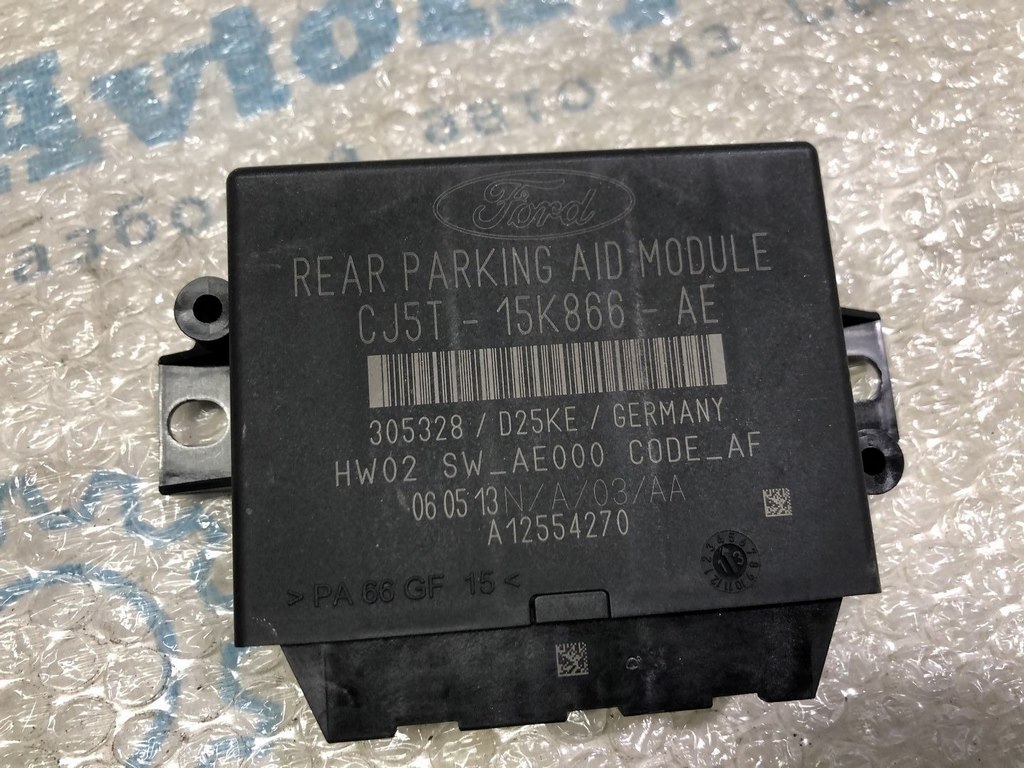 Ford
REAR PARKING AID MODULE
CJ5T - 15K866 - AE
305328 / D25KE / GERMANY
HW02 SW_AE000 CODE_AF
06 05 13 N/A/03/AA
A12554270
>PA 66 GF 15<
8